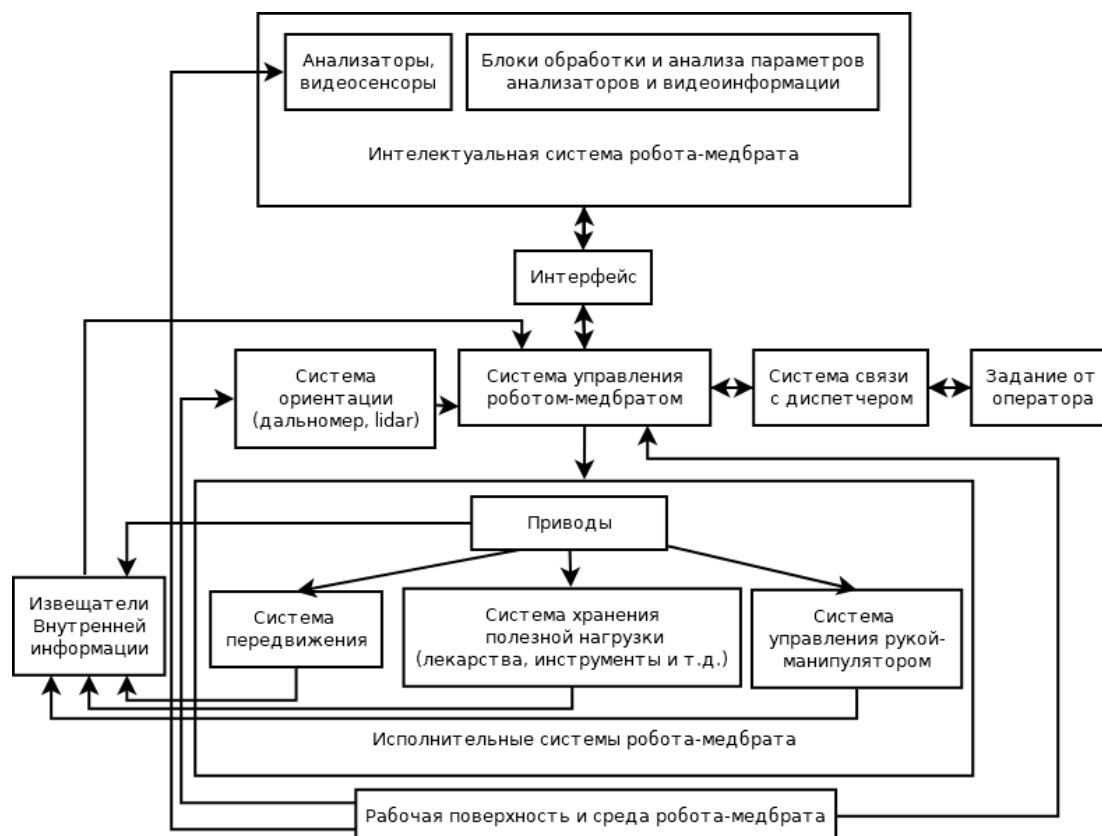 Анализаторы,
видеосенсоры
Блоки обработки и анализа параметров
анализаторов и видеоинформации
Интелектуальная система робота-медбрата
Интерфейс
Система
ориентации
(дальномер, lidar)
Система управления
роботом-медбратом
Система связи
с диспетчером
Задание от
оператора
Приводы
Извещатели
Внутренней
информации
Система
передвижения
Система хранения
полезной нагрузки
(лекарства, инструменты и т.д.)
Система
управления рукой-
манипулятором
Исполнительные системы робота-медбрата
Рабочая поверхность и среда робота-медбрата